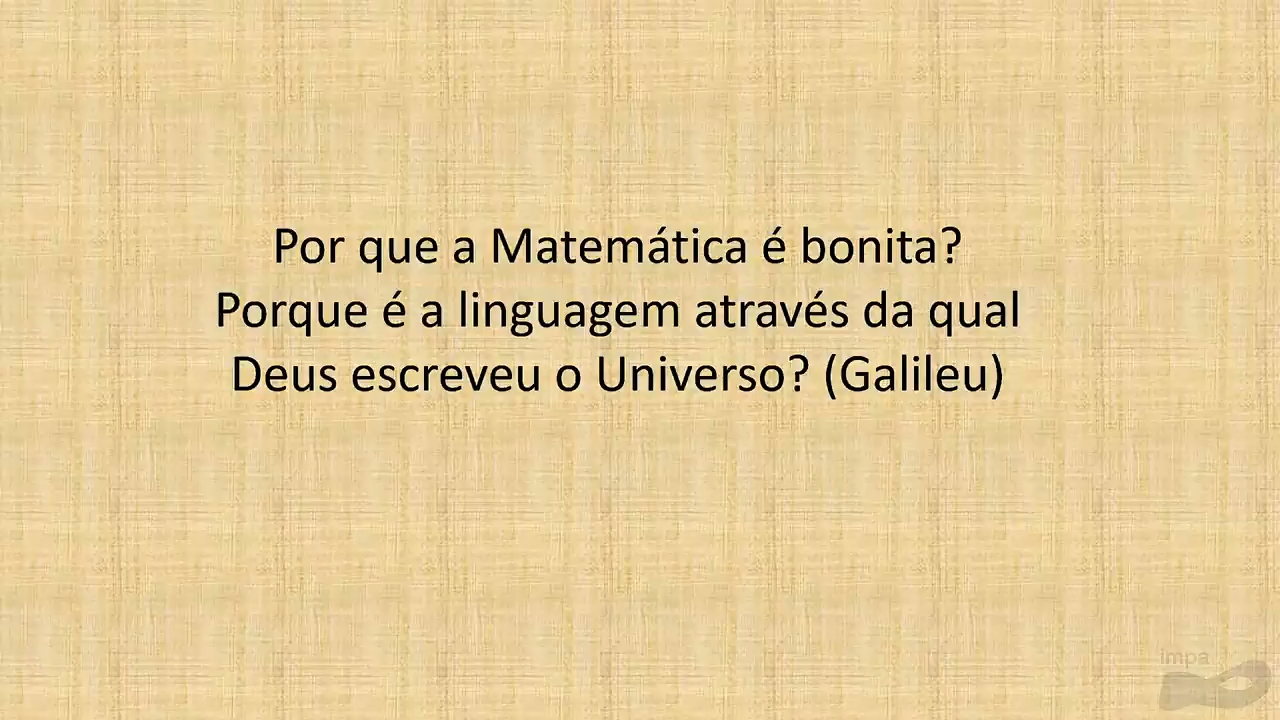 Por que a Matemática é bonita?
Porque é a linguagem através da qual
Deus escreveu o Universo? (Galileu)
impa